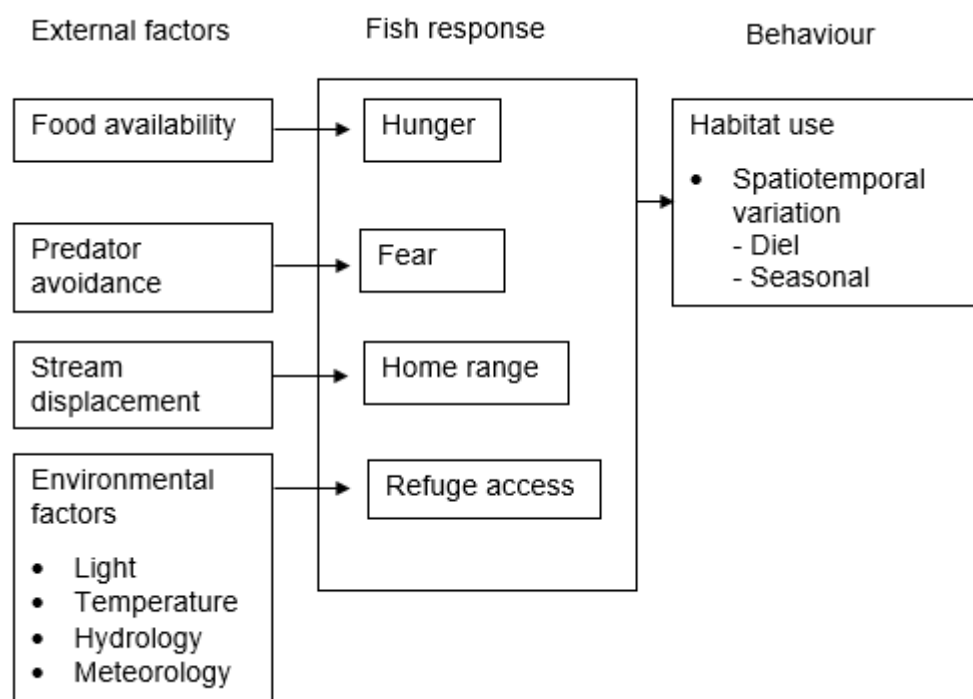 External factors
Fish response
Behaviour
Food availability
Hunger
Habitat use
• Spatiotemporal
variation
- Diel
- Seasonal
Predator
avoidance
Fear
Stream
displacement
Home range
Environmental
factors
• Light
• Temperature
• Hydrology
• Meteorology
Refuge access